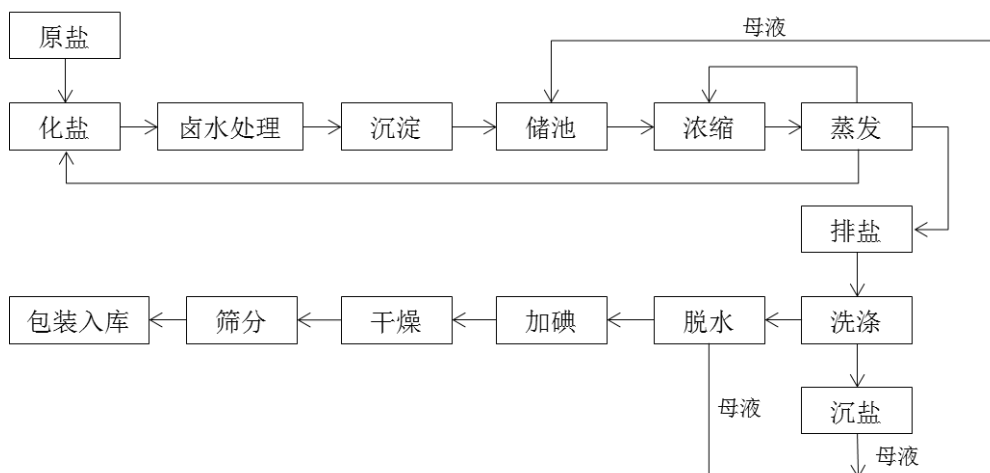 原盐
母液
化盐
卤水处理
沉淀
储池
浓缩
蒸发
排盐
包装入库
筛分
干燥
加碘
脱水
洗涤
母液
沉盐
母液